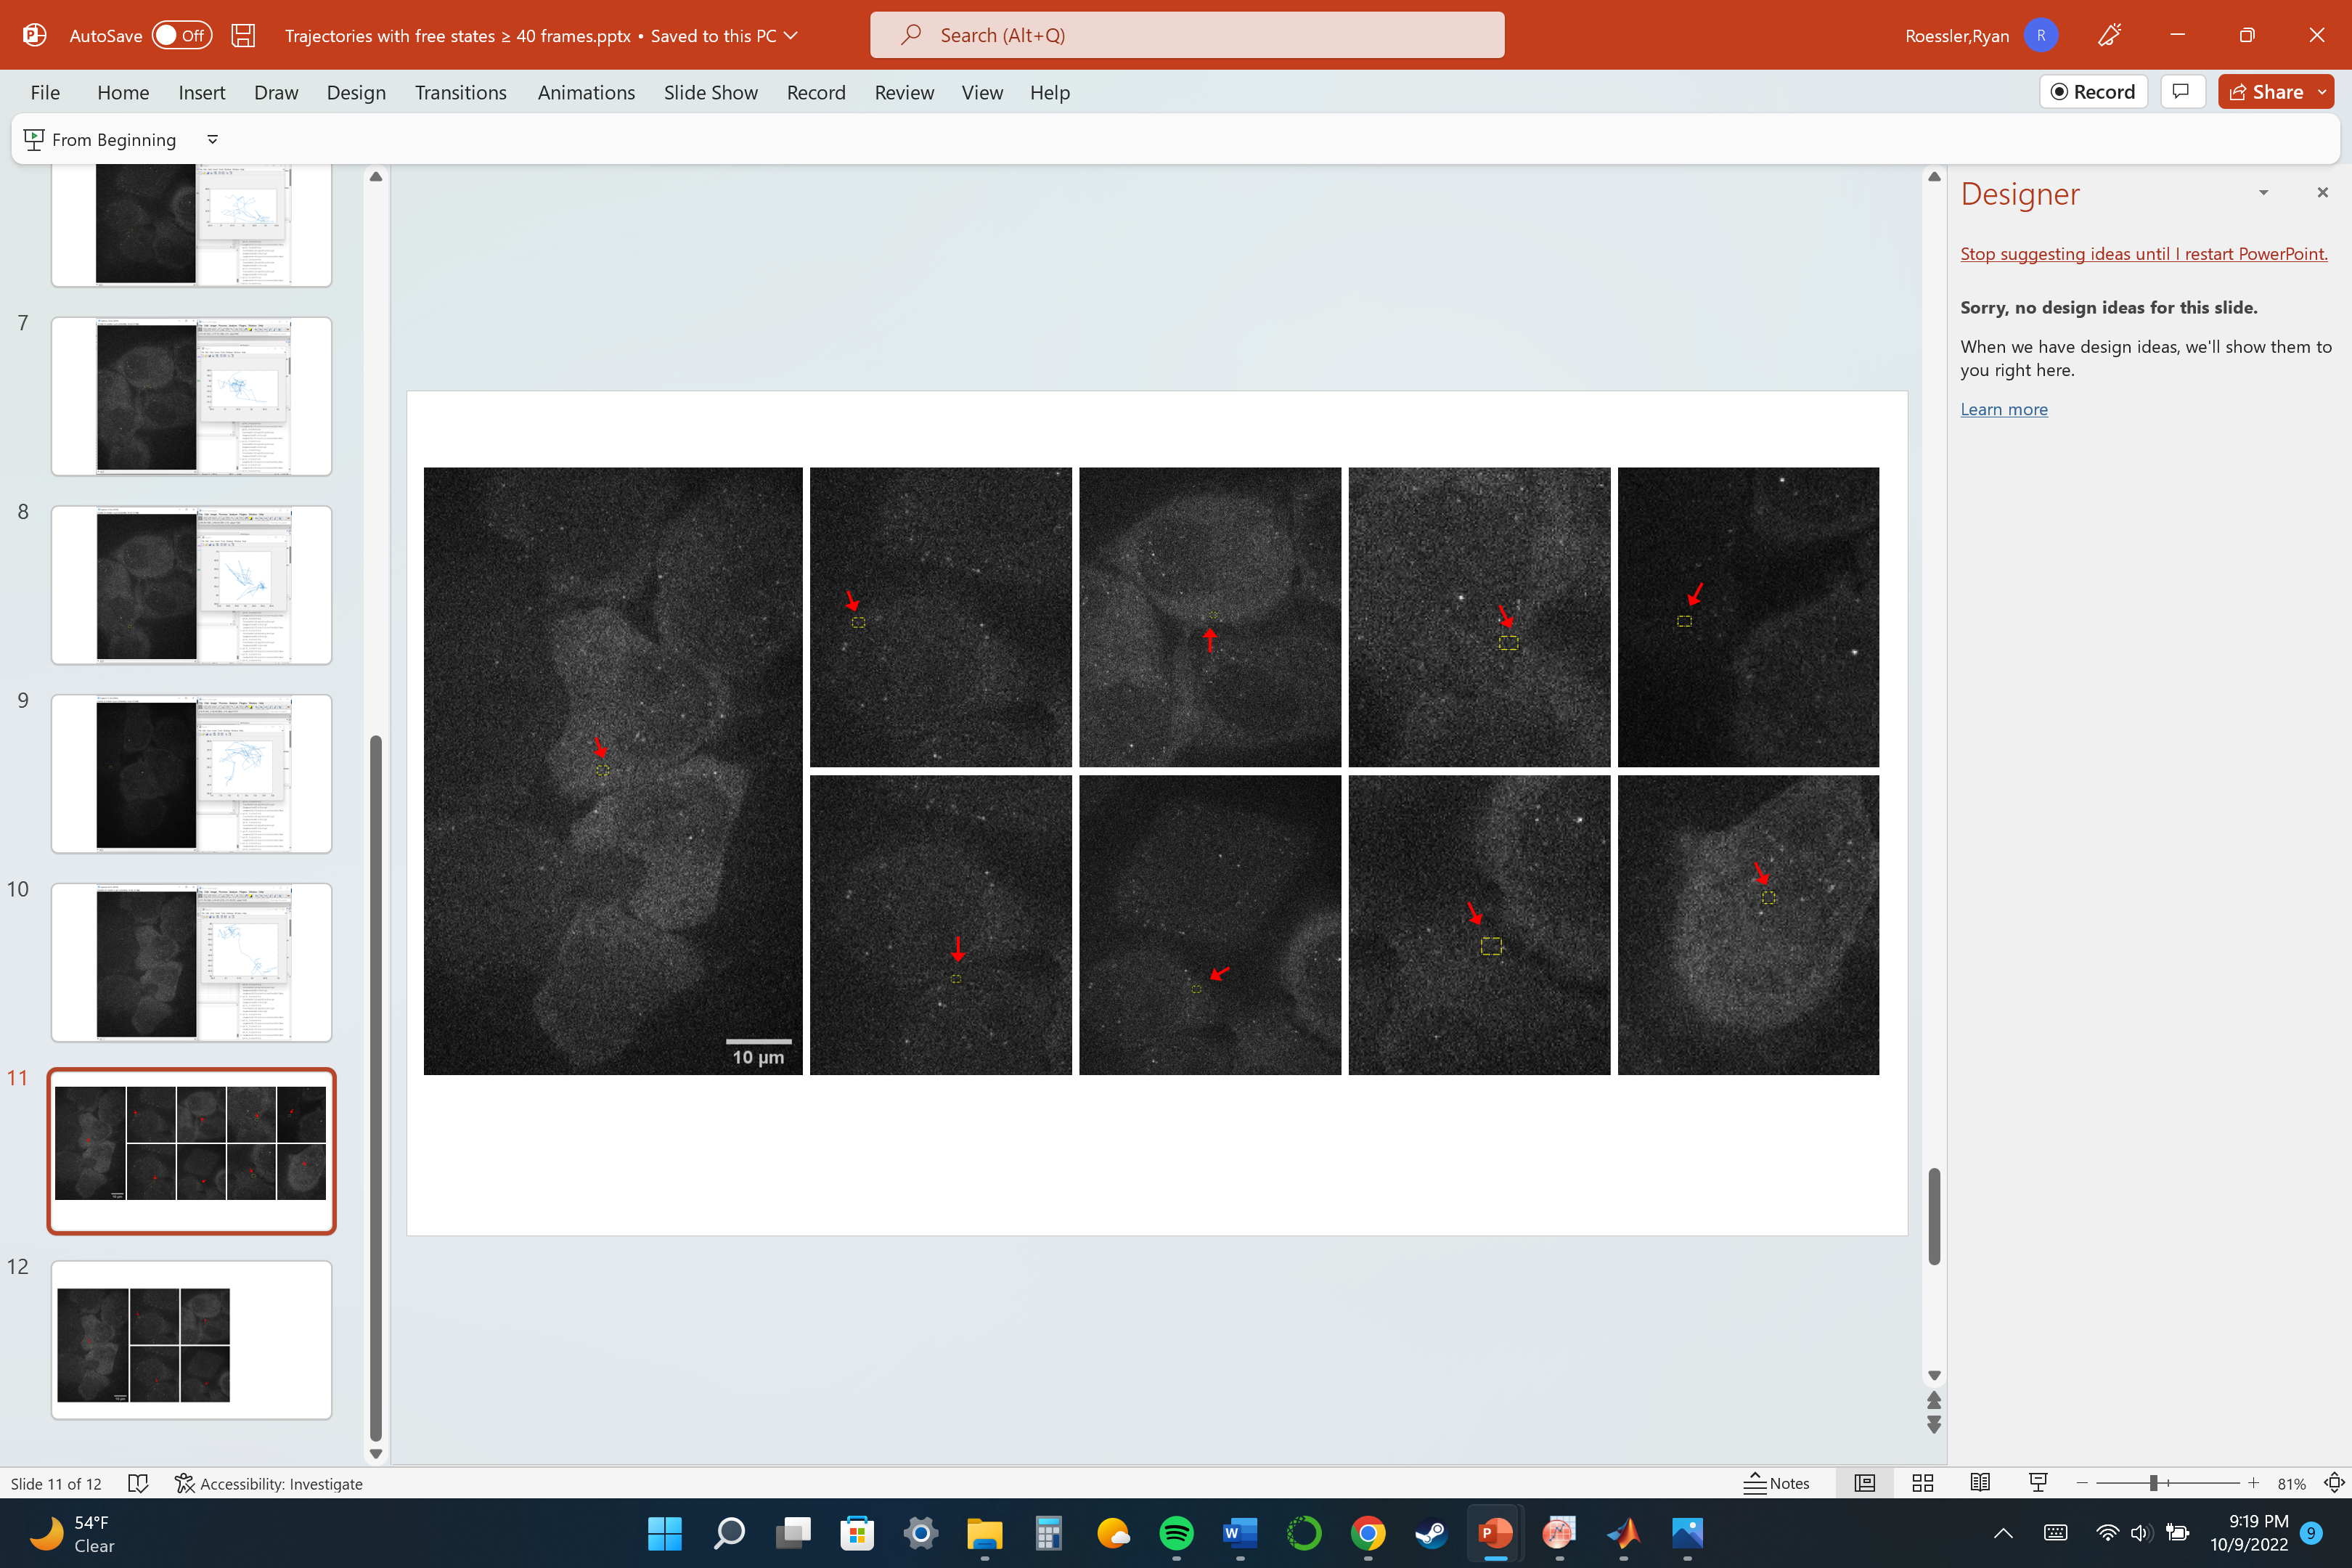 AutoSave Off Trajectories with free states ≥ 40 frames.pptx • Saved to this PC Search (Alt+Q) Roessler,Ryan R
File Home Insert Draw Design Transitions Animations Slide Show Record Review View Help Record Share
From Beginning
Designer
Stop suggesting ideas until I restart PowerPoint.
Sorry, no design ideas for this slide.
When we have design ideas, we'll show them to
you right here.
Learn more
7
8
9
10
11
12
10 µm
Slide 11 of 12 Accessibility: Investigate Notes 81%
54°F
Clear
9:19 PM
10/9/2022 9